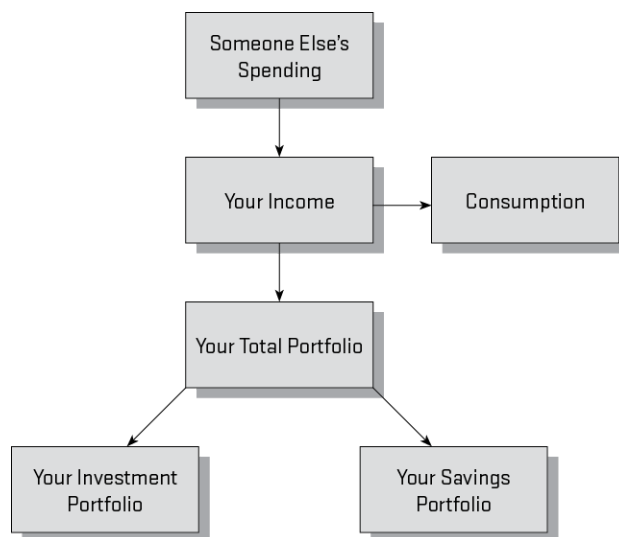 Someone Else's
Spending
Your Income
Consumption
Your Total Portfolio
Your Investment
Portfolio
Your Savings
Portfolio